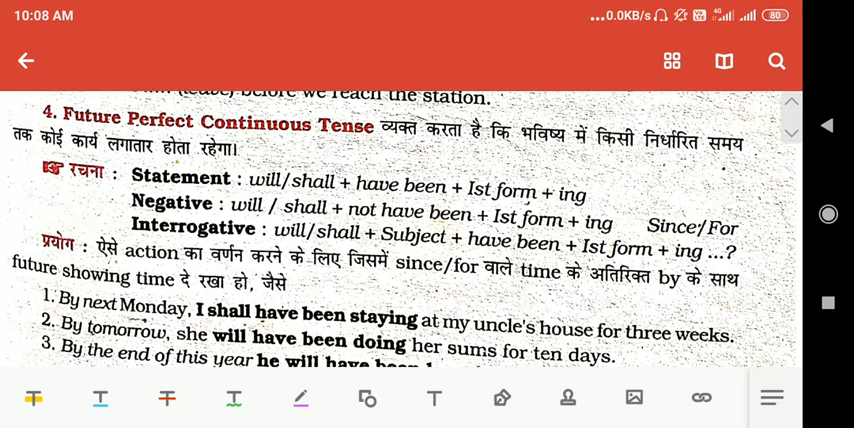 10:08 AM
...0.0KB/s 4G 80
before we reach the station.
4. Future Perfect Continuous Tense व्यक्त करता है कि भविष्य में किसी निर्धारित समय
तक कोई कार्य लगातार होता रहेगा।
रचना : Statement : will/shall + have been + Ist form + ing
Negative : will / shall + not have been + Ist form + ing Since/For
Interrogative : will/shall + Subject + have been + Ist form + ing ...?
प्रयोग : ऐसे action का वर्णन करने के लिए जिसमें since/for वाले time के अतिरिक्त by के साथ
future showing time दे रखा हो, जैसे
1. By next Monday, I shall have been staying at my uncle's house for three weeks.
2. By tomorrow, she will have been doing her sums for ten days.
3. By the end of this year he will have